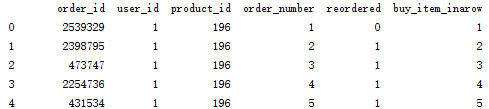 order_id user_id product_id order_number reordered buy_item_inarow
0 2539329 1 196 1 0 1
1 2398795 1 196 2 1 2
2 473747 1 196 3 1 3
3 2254736 1 196 4 1 4
4 431534 1 196 5 1 5